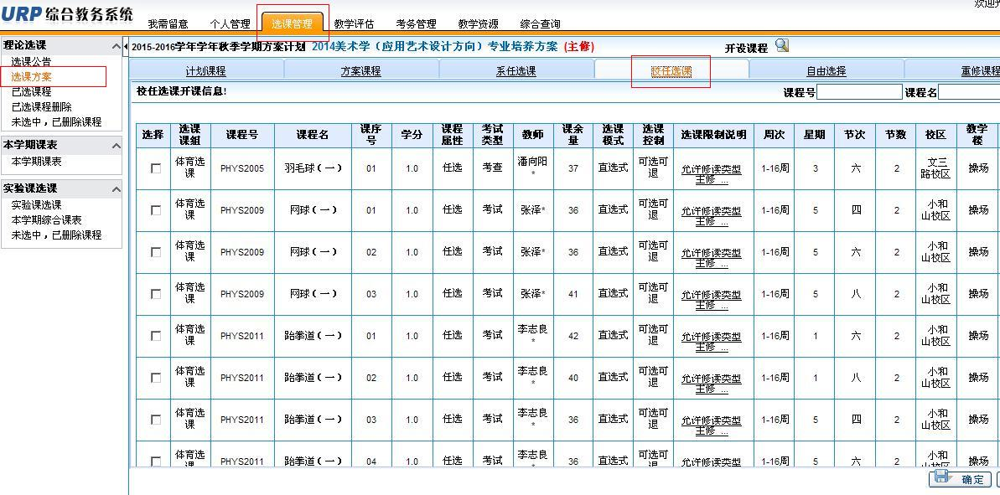 URP综合教务系统
欢迎光
我需留意 个人管理 选课管理 教学评估 考务管理 教学资源 综合查询
理论选课
选课公告
选课方案
已选课程
已选课程删除
未选中，已删除课程
本学期课表
本学期课表
实验课选课
实验课选课
本学期综合课表
未选中，已删除课程
2015-2016学年学年秋季学期方案计划 2014美术学（应用艺术设计方向）专业培养方案 (主修) 开设课程
计划课程 方案课程 系任选课 校任选课 自由选择 重修课程
校任选课开课信息! 课程号 课程名
选择 选课课组 课程号 课程名 课序号 学分 课程属性 考试类型 教师 课余量 选课模式 选课控制 选课限制说明 周次 星期 节次 节数 校区 教学楼
体育选课 PHYS2005 羽毛球（一） 01 1.0 任选 考查 潘向阳* 37 直选式 可选可退 允许修读类型主修 ... 1-16周 3 六 2 文三路校区 操场
体育选课 PHYS2009 网球（一） 01 1.0 任选 考试 张泽* 36 直选式 可选可退 允许修读类型主修 ... 1-16周 5 四 2 小和山校区 操场
体育选课 PHYS2009 网球（一） 02 1.0 任选 考试 张泽* 36 直选式 可选可退 允许修读类型主修 ... 1-16周 5 六 2 小和山校区 操场
体育选课 PHYS2009 网球（一） 03 1.0 任选 考试 张泽* 41 直选式 可选可退 允许修读类型主修 ... 1-16周 5 八 2 小和山校区 操场
体育选课 PHYS2011 跆拳道（一） 01 1.0 任选 考试 李志良* 42 直选式 可选可退 允许修读类型主修 ... 1-16周 1 六 2 小和山校区 操场
体育选课 PHYS2011 跆拳道（一） 02 1.0 任选 考试 李志良* 40 直选式 可选可退 允许修读类型主修 ... 1-16周 1 八 2 小和山校区 操场
体育选课 PHYS2011 跆拳道（一） 03 1.0 任选 考试 李志良* 36 直选式 可选可退 允许修读类型主修 ... 1-16周 5 四 2 小和山校区 操场
体育选课 PHYS2011 跆拳道（一） 04 1.0 任选 考试 李志良* 36 直选式 可选可退 允许修读类型主修 ... 1-16周 5 六 2 小和山校区 操场
确定